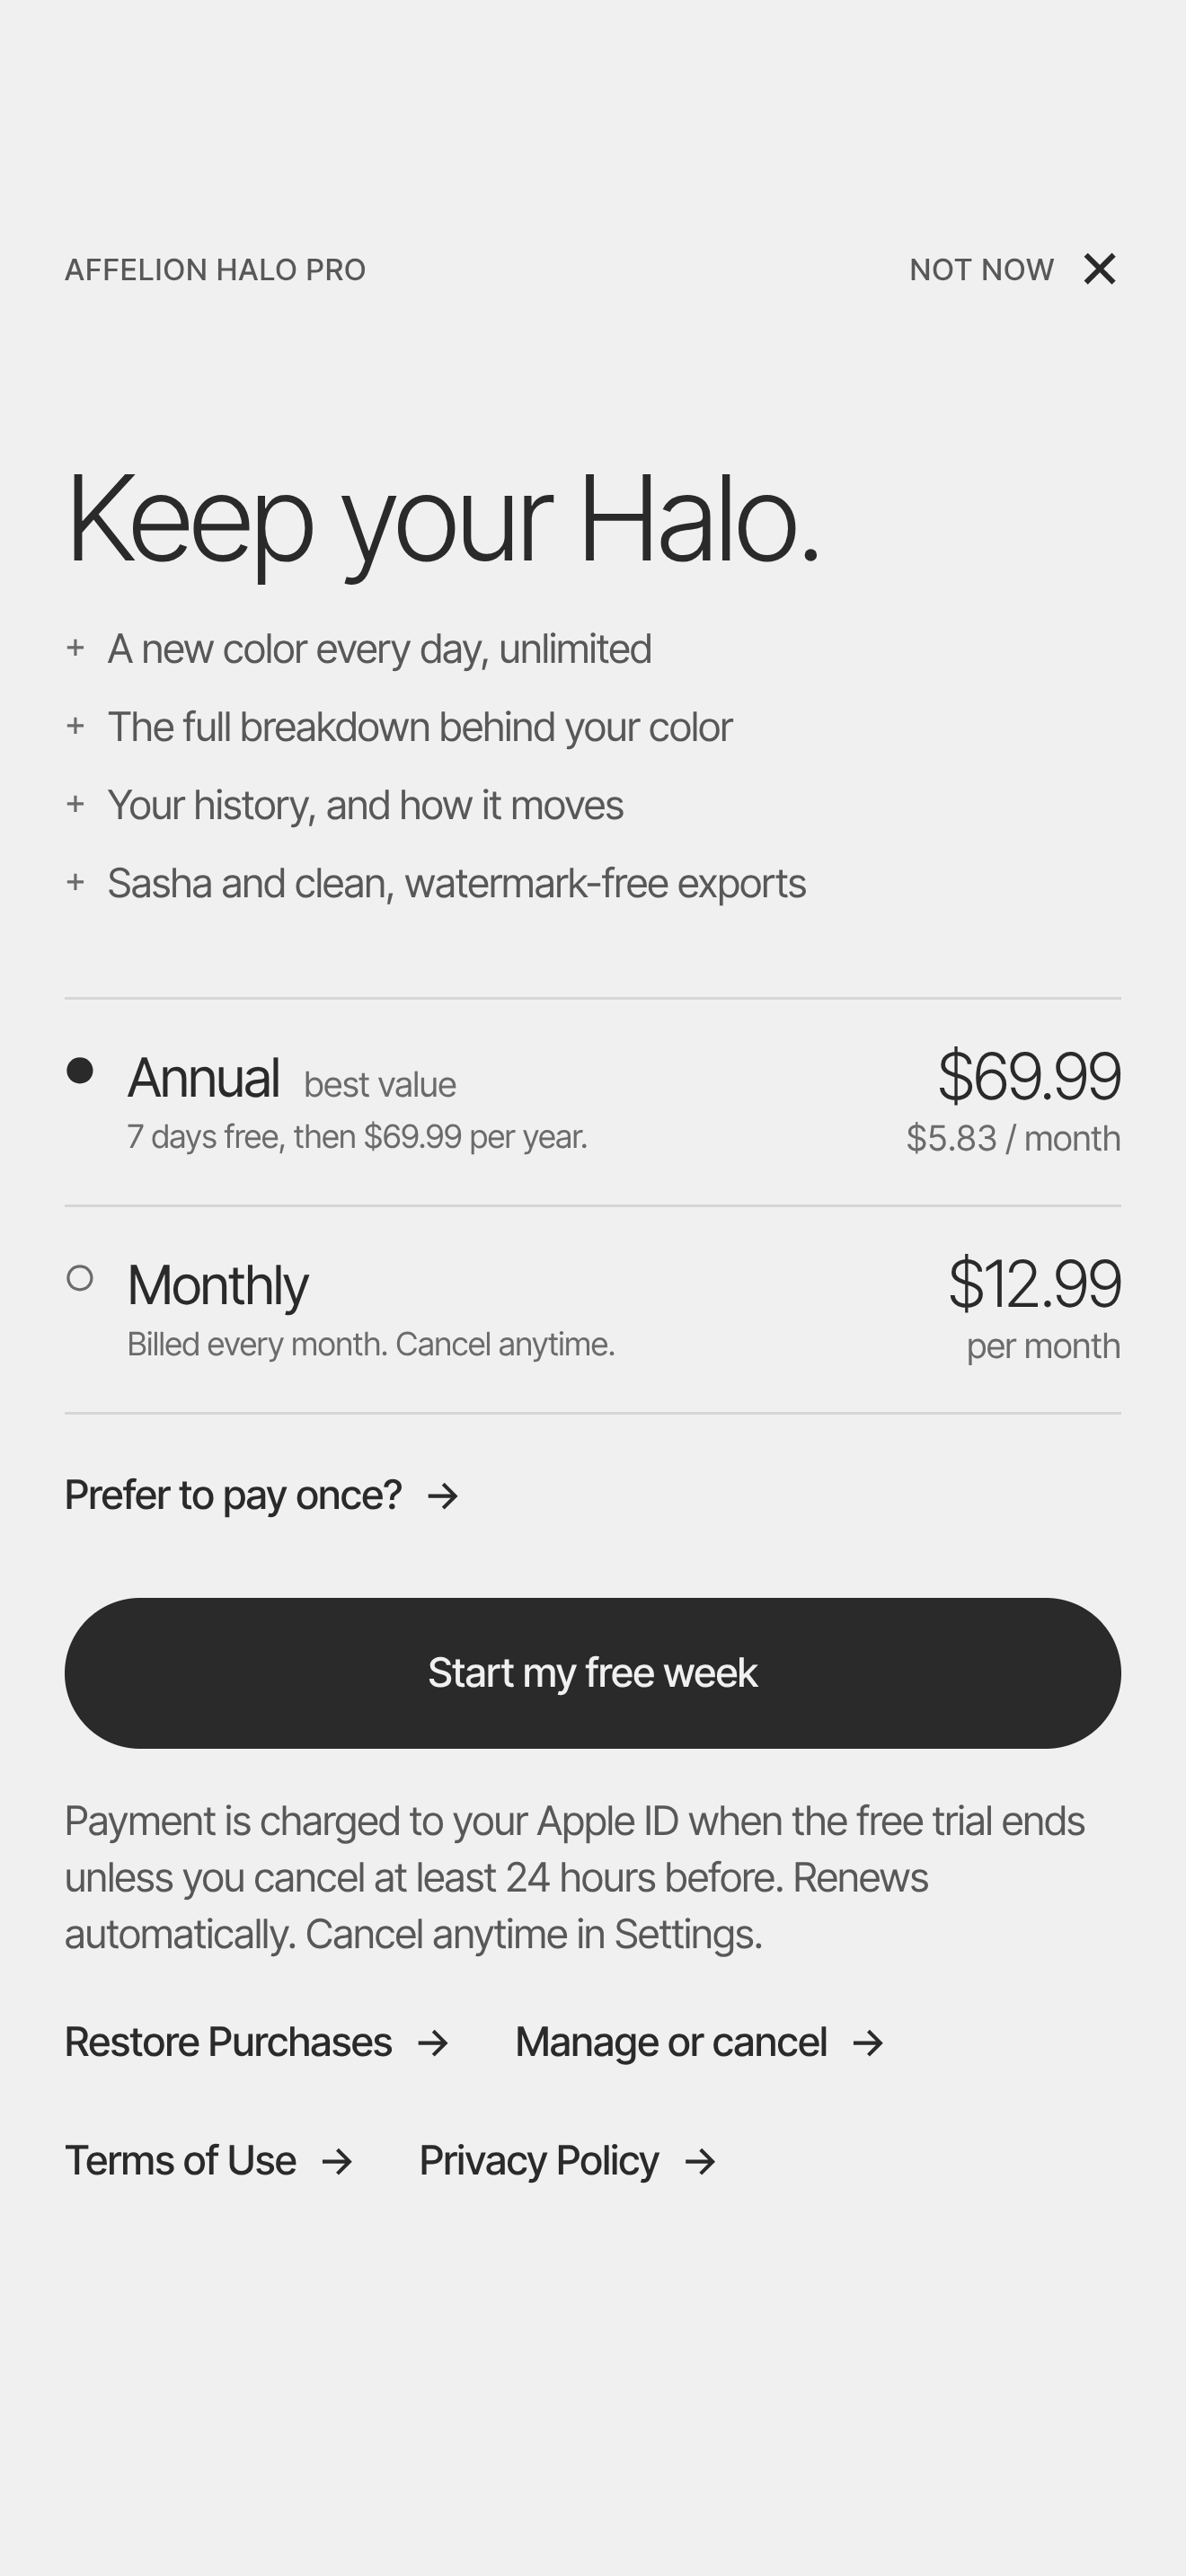 AFFELION HALO PRO
NOT NOW ✕
Keep your Halo.
+ A new color every day, unlimited
+ The full breakdown behind your color
+ Your history, and how it moves
+ Sasha and clean, watermark-free exports
Annual best value
$69.99
7 days free, then $69.99 per year.
$5.83 / month
Monthly
$12.99
Billed every month. Cancel anytime.
per month
Prefer to pay once? →
Start my free week
Payment is charged to your Apple ID when the free trial ends
unless you cancel at least 24 hours before. Renews
automatically. Cancel anytime in Settings.
Restore Purchases → Manage or cancel →
Terms of Use → Privacy Policy →